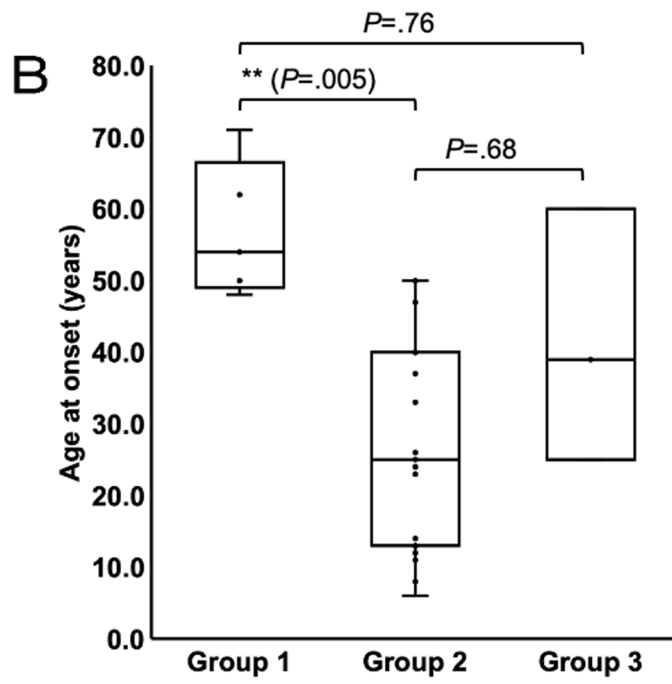 P=.76
B
** (P=.005)
P=.68
Age at onset (years)
80.0
70.0
60.0
50.0
40.0
30.0
20.0
10.0
0.0
Group 1
Group 2
Group 3